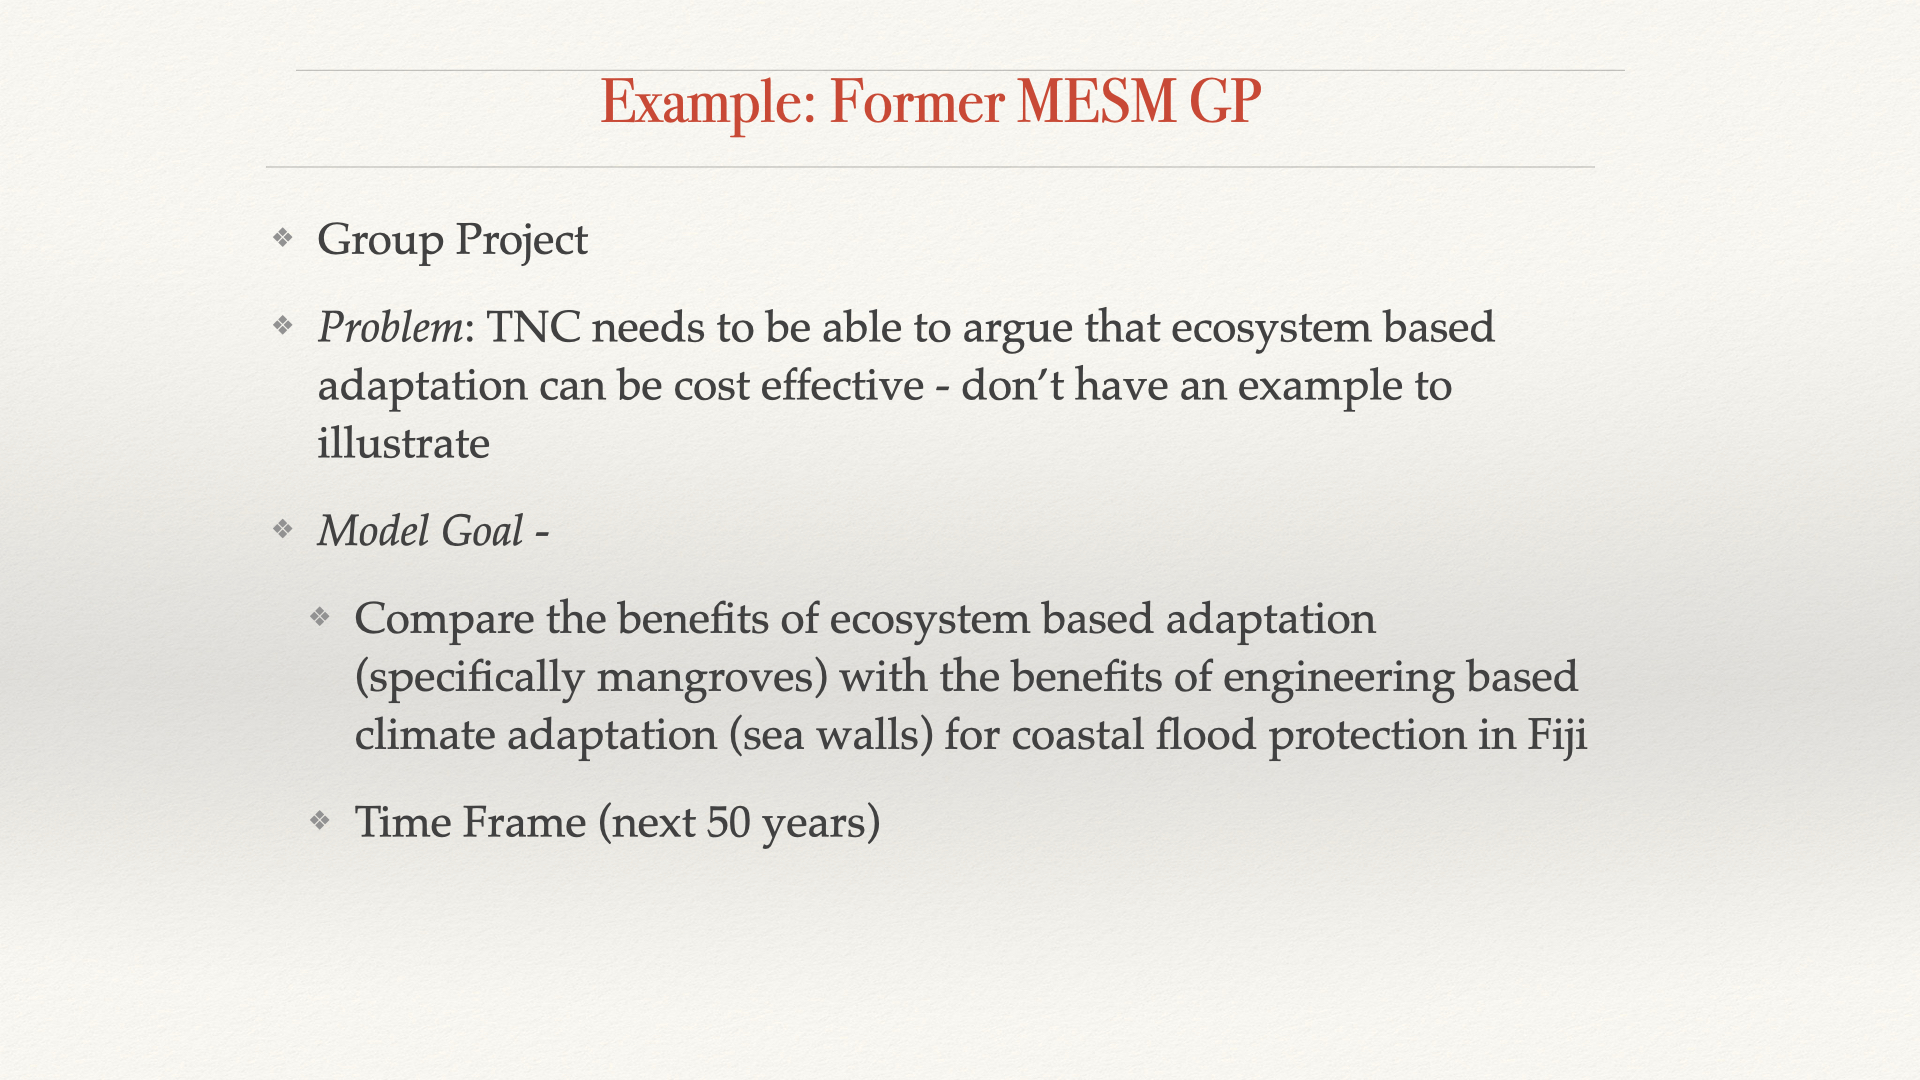 Example: Former MESM GP
❖ Group Project
❖ Problem: TNC needs to be able to argue that ecosystem based
adaptation can be cost effective - don’t have an example to
illustrate
❖ Model Goal -
❖ Compare the benefits of ecosystem based adaptation
(specifically mangroves) with the benefits of engineering based
climate adaptation (sea walls) for coastal flood protection in Fiji
❖ Time Frame (next 50 years)